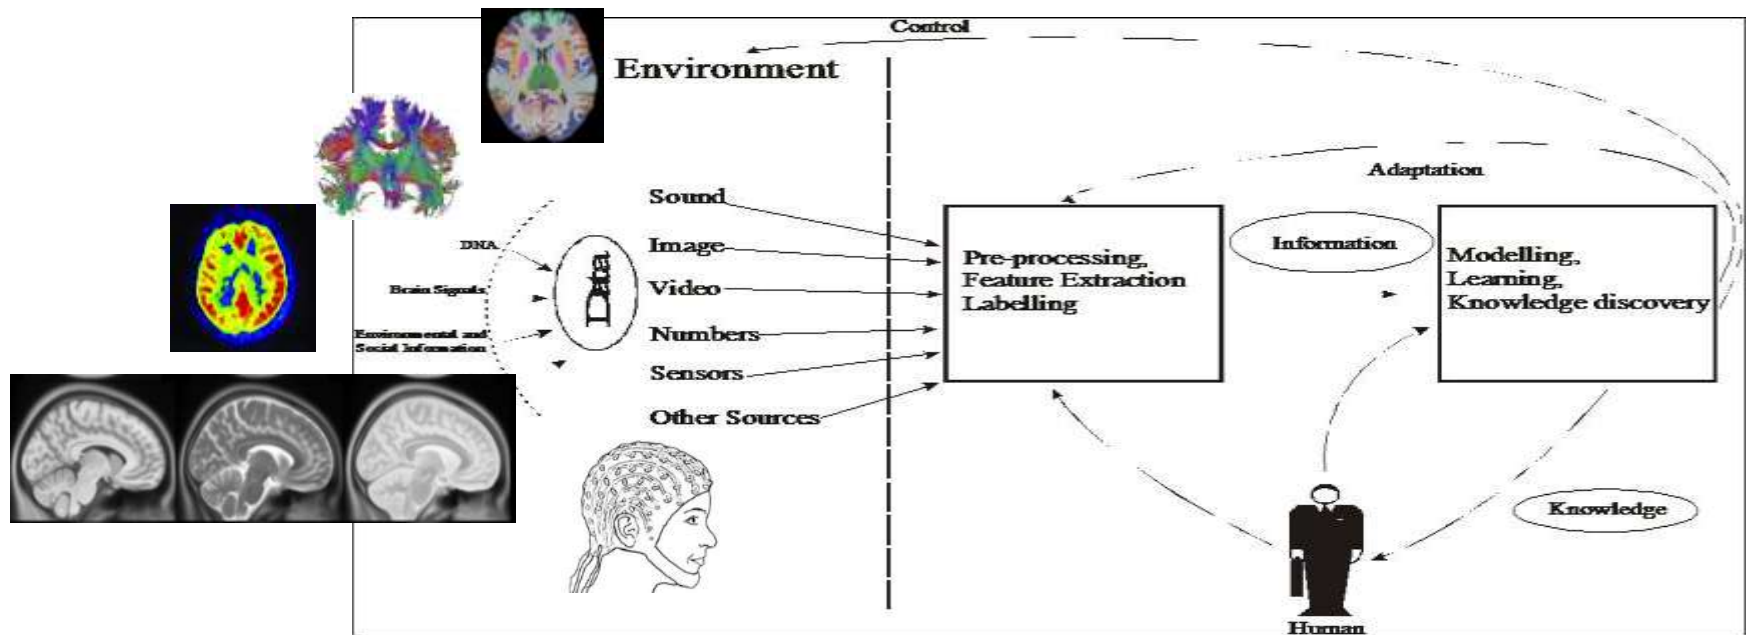 Control
Environment
Adaptation
Sound
DNA
Image
Brain Signals
Data
Video
Environmental and
Social Information
Numbers
Sensors
Other Sources
Pre-processing,
Feature Extraction
Labelling
Information
Modelling,
Learning,
Knowledge discovery
Knowledge
Human